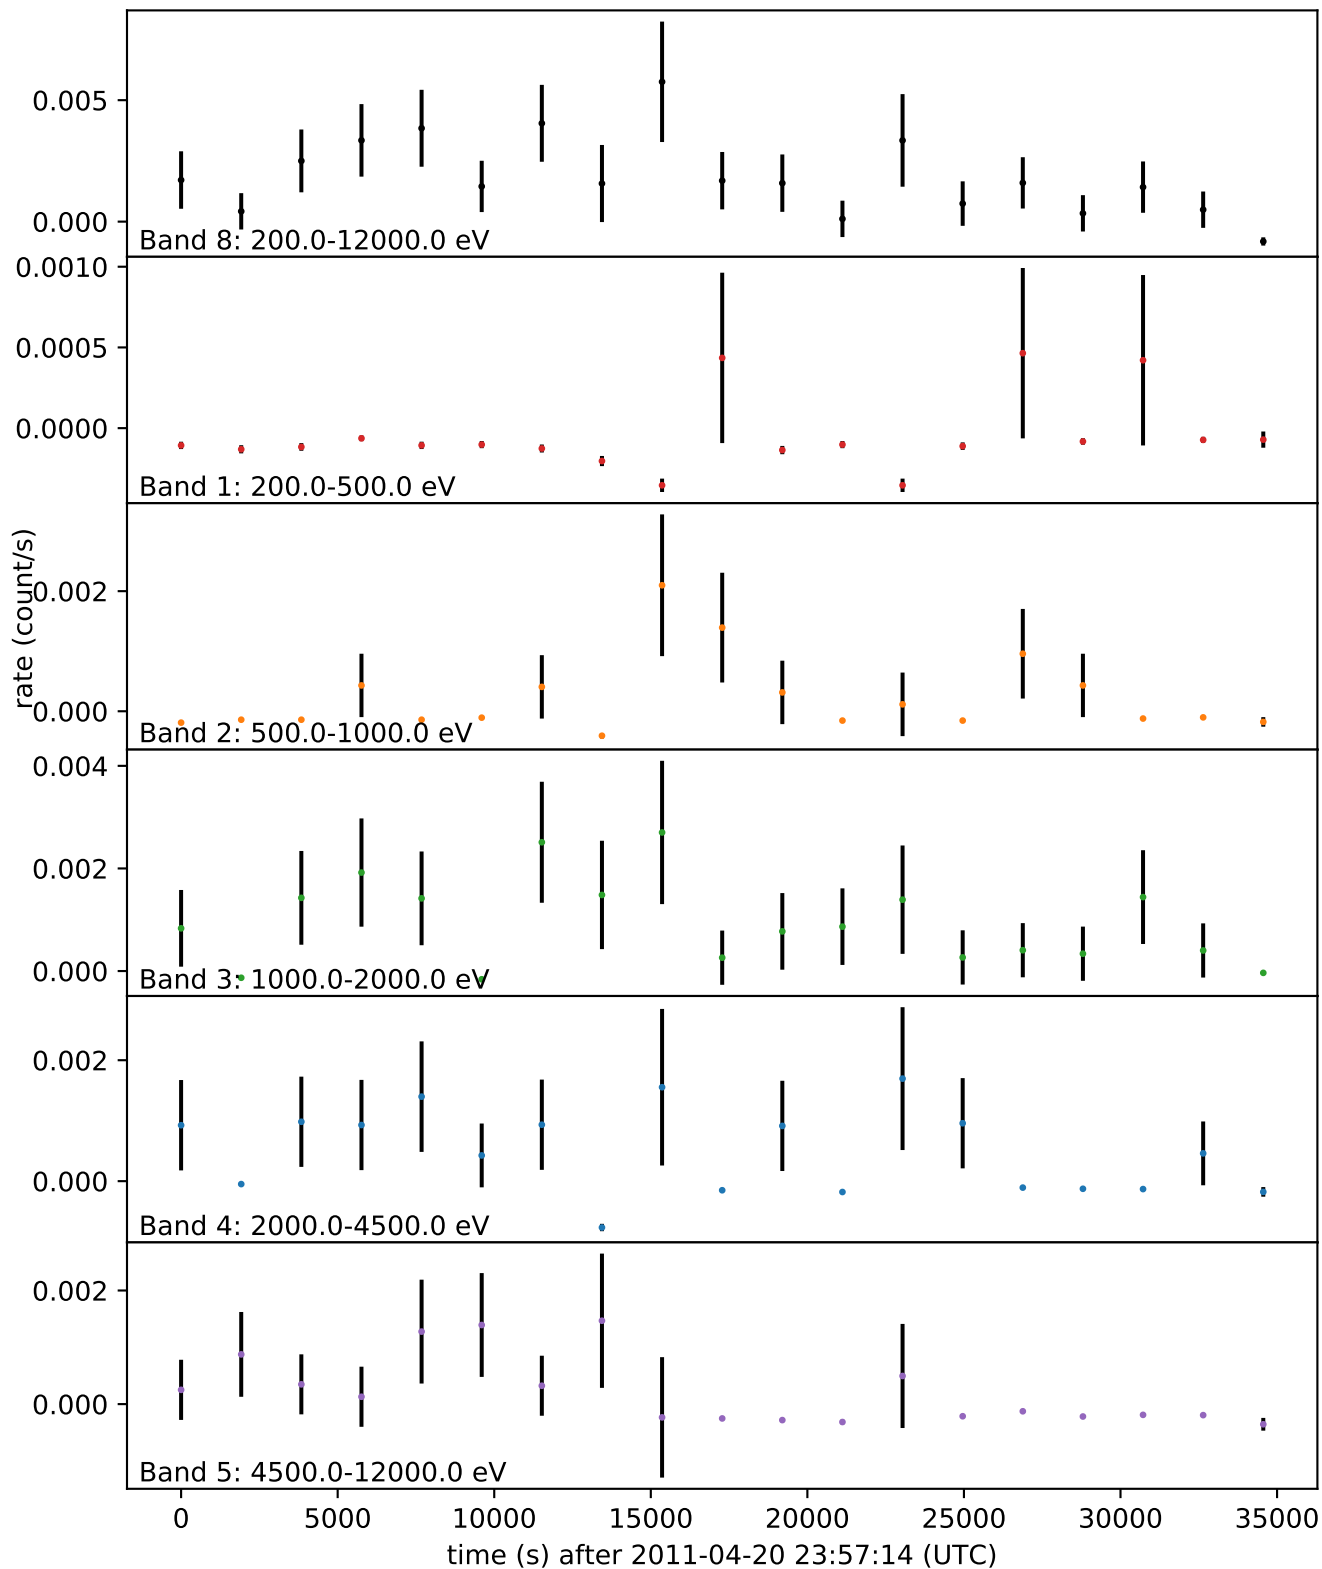 0.005
0.000
Band 8: 200.0-12000.0 eV
0.0010
0.0005
0.0000
Band 1: 200.0-500.0 eV
rate (count/s)
0.002
0.000
Band 2: 500.0-1000.0 eV
0.004
0.002
0.000
Band 3: 1000.0-2000.0 eV
0.002
0.000
Band 4: 2000.0-4500.0 eV
0.002
0.000
Band 5: 4500.0-12000.0 eV
0 5000 10000 15000 20000 25000 30000 35000
time (s) after 2011-04-20 23:57:14 (UTC)